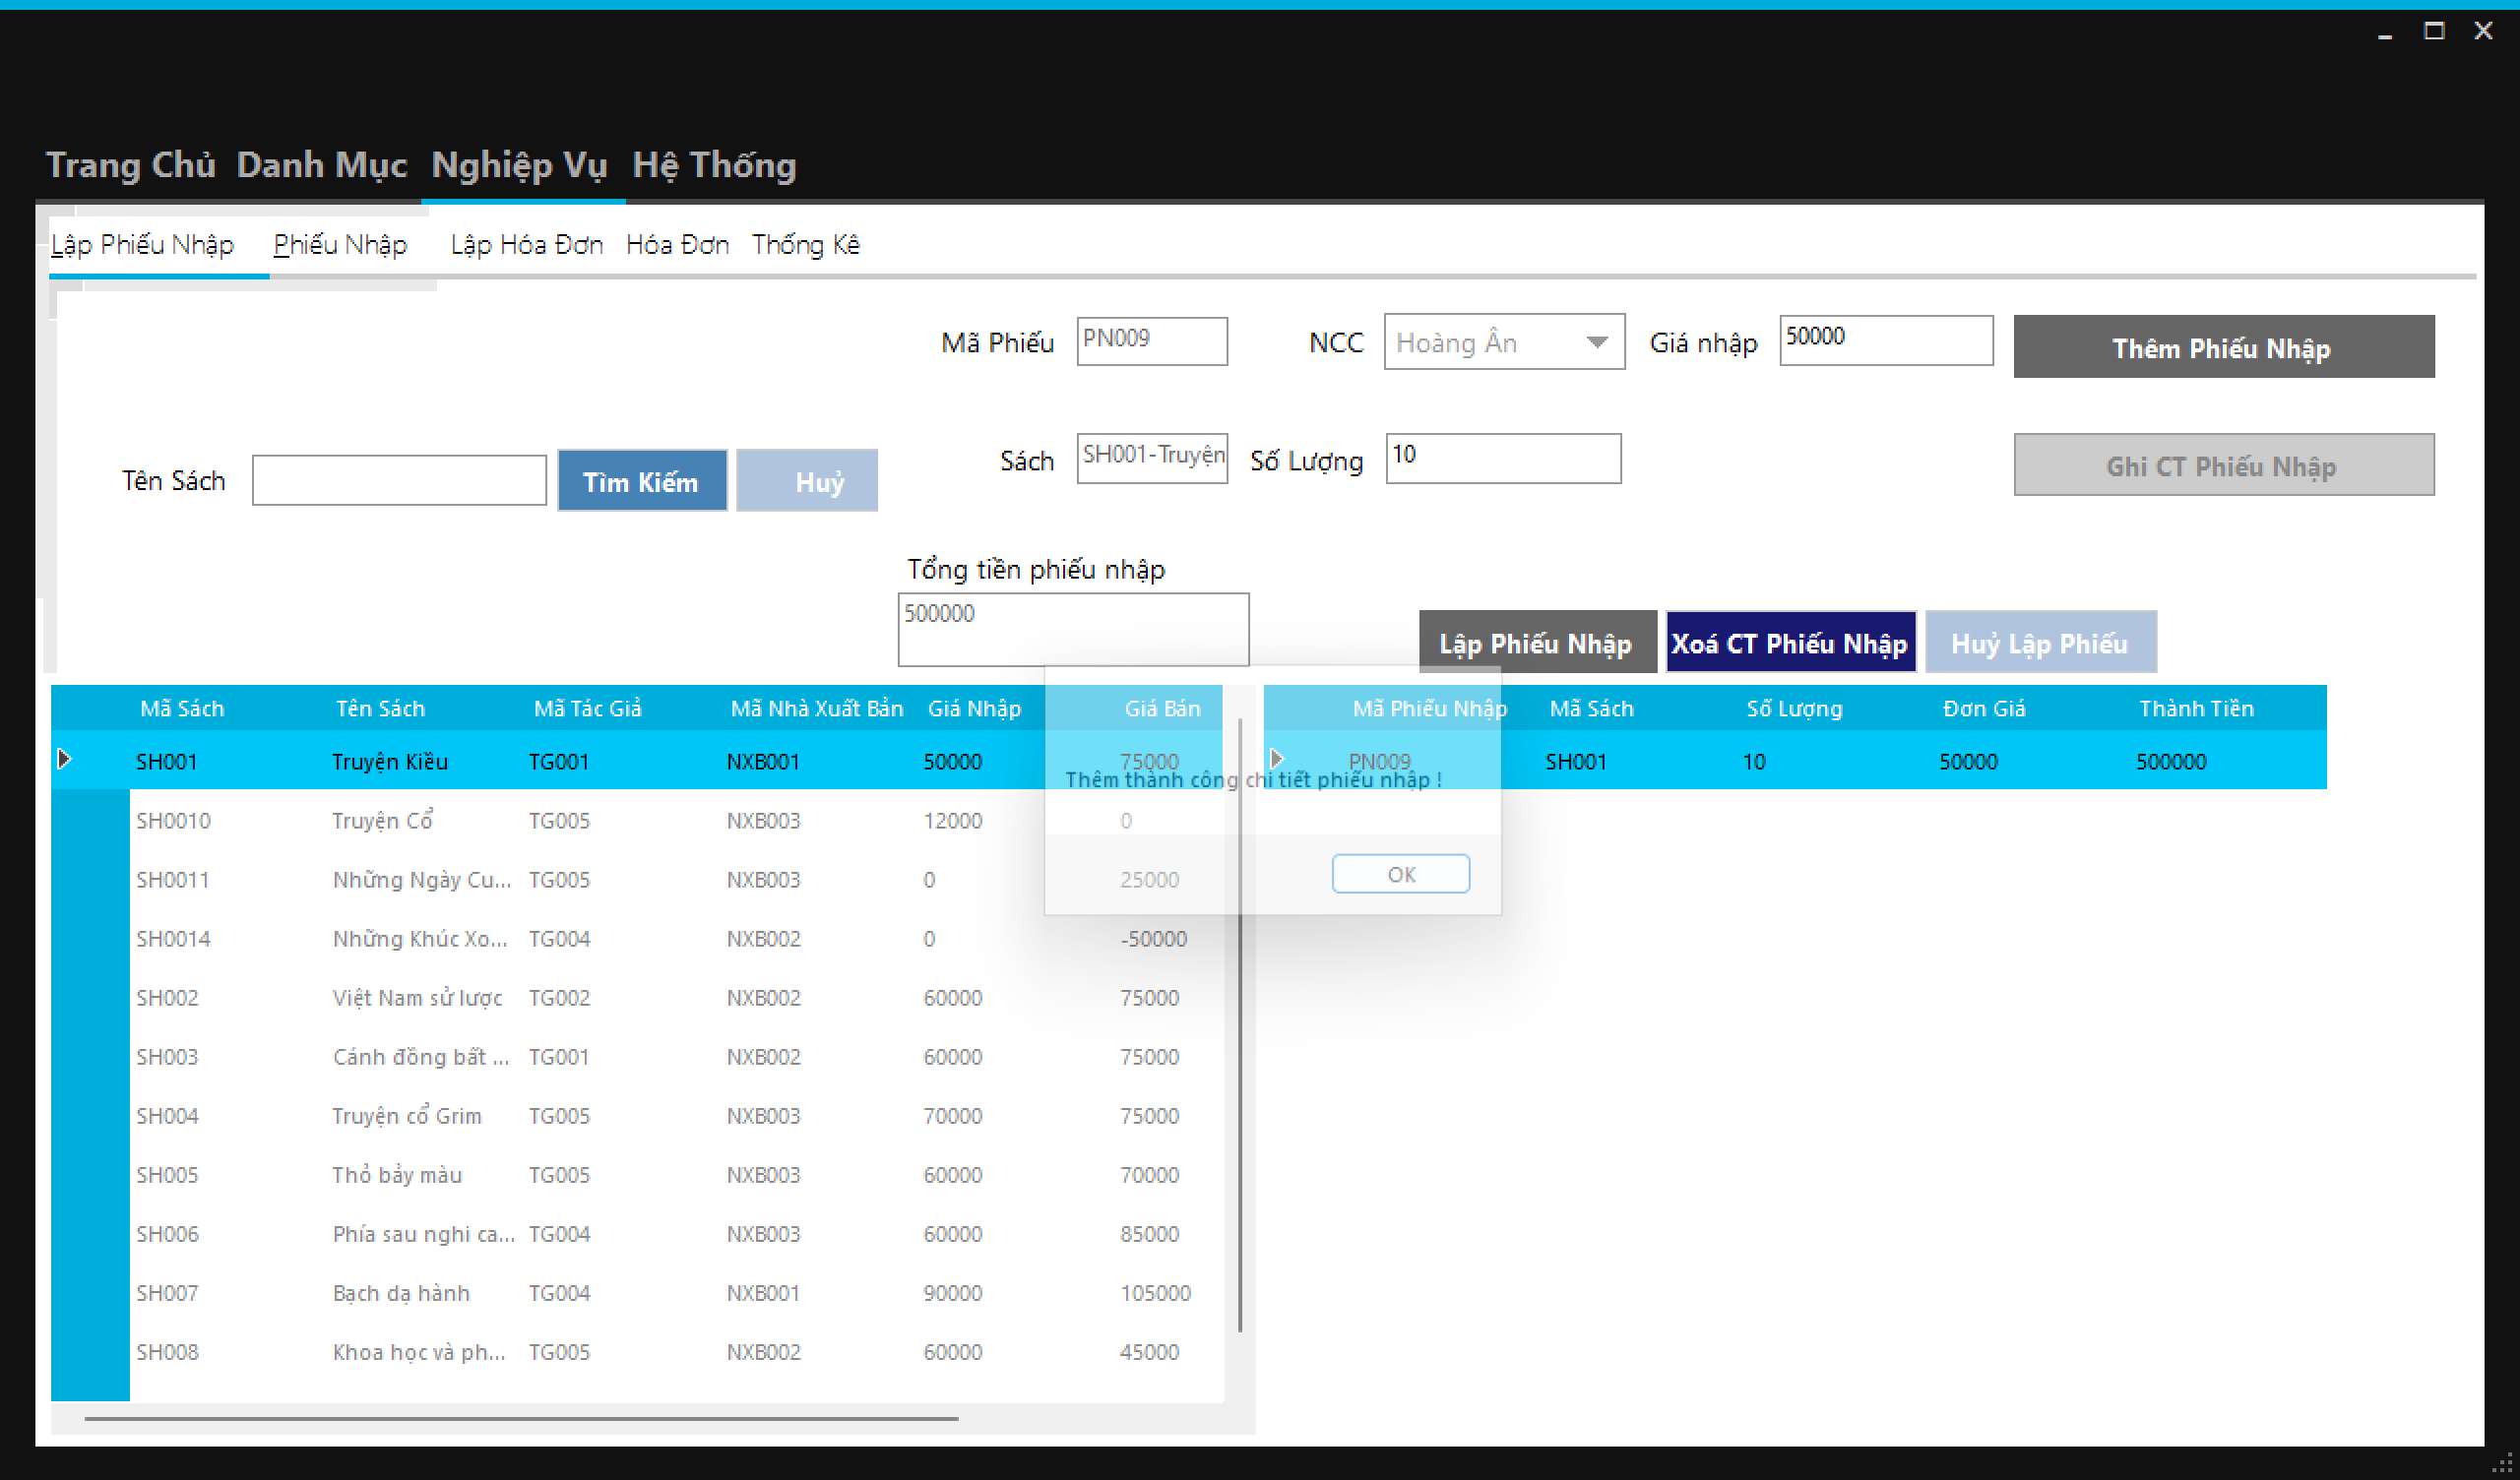 Trang Chủ Danh Mục Nghiệp Vụ Hệ Thống
Lập Phiếu Nhập Phiếu Nhập Lập Hóa Đơn Hóa Đơn Thống Kê
Mã Phiếu PN009 NCC Hoàng Ân Giá nhập 50000 Thêm Phiếu Nhập
Tên Sách Tìm Kiếm Huỷ Sách SH001-Truyện Số Lượng 10 Ghi CT Phiếu Nhập
Tổng tiền phiếu nhập
500000
Lập Phiếu Nhập Xoá CT Phiếu Nhập Huỷ Lập Phiếu
Mã Sách Tên Sách Mã Tác Giả Mã Nhà Xuất Bản Giá Nhập Giá Bán
SH001 Truyện Kiều TG001 NXB001 50000 75000
SH0010 Truyện Cổ TG005 NXB003 12000 0
SH0011 Những Ngày Cu... TG005 NXB003 0 25000
SH0014 Những Khúc Xo... TG004 NXB002 0 -50000
SH002 Việt Nam sử lược TG002 NXB002 60000 75000
SH003 Cánh đồng bất ... TG001 NXB002 60000 75000
SH004 Truyện cổ Grim TG005 NXB003 70000 75000
SH005 Thỏ bảy màu TG005 NXB003 60000 70000
SH006 Phía sau nghi ca... TG004 NXB003 60000 85000
SH007 Bạch dạ hành TG004 NXB001 90000 105000
SH008 Khoa học và ph... TG005 NXB002 60000 45000
Mã Phiếu Nhập Mã Sách Số Lượng Đơn Giá Thành Tiền
PN009 SH001 10 50000 500000
Thêm thành công chi tiết phiếu nhập !
OK